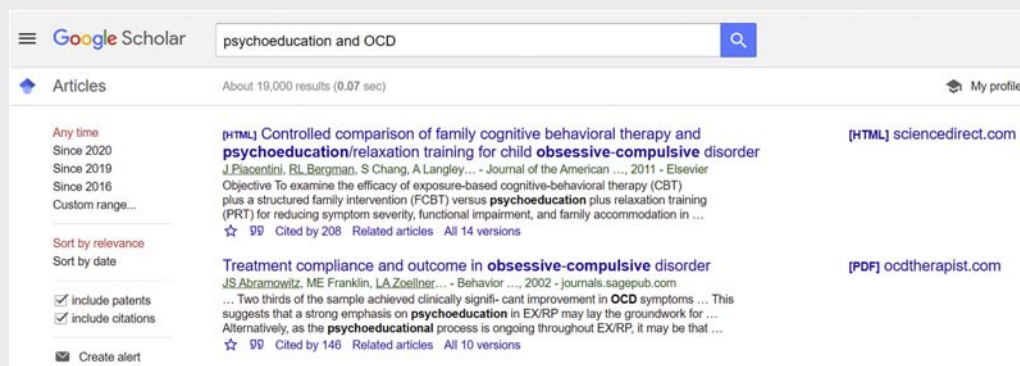 Google Scholar
psychoeducation and OCD
Articles
About 19,000 results (0.07 sec)
My profile
Any time
Since 2020
Since 2019
Since 2016
Custom range...
Sort by relevance
Sort by date
include patents
include citations
Create alert
[HTML] Controlled comparison of family cognitive behavioral therapy and
psychoeducation/relaxation training for child obsessive-compulsive disorder
J Piacentini, RL Bergman, S Chang, A Langley… - Journal of the American …, 2011 - Elsevier
Objective To examine the efficacy of exposure-based cognitive-behavioral therapy (CBT)
plus a structured family intervention (FCBT) versus psychoeducation plus relaxation training
(PRT) for reducing symptom severity, functional impairment, and family accommodation in …
Cited by 208 Related articles All 14 versions
[HTML] sciencedirect.com
Treatment compliance and outcome in obsessive-compulsive disorder
JS Abramowitz, ME Franklin, LA Zoellner… - Behavior …, 2002 - journals.sagepub.com
… Two thirds of the sample achieved clinically signifi- cant improvement in OCD symptoms … This
suggests that a strong emphasis on psychoeducation in EX/RP may lay the groundwork for …
Alternatively, as the psychoeducational process is ongoing throughout EX/RP, it may be that …
Cited by 146 Related articles All 10 versions
[PDF] ocdtherapist.com